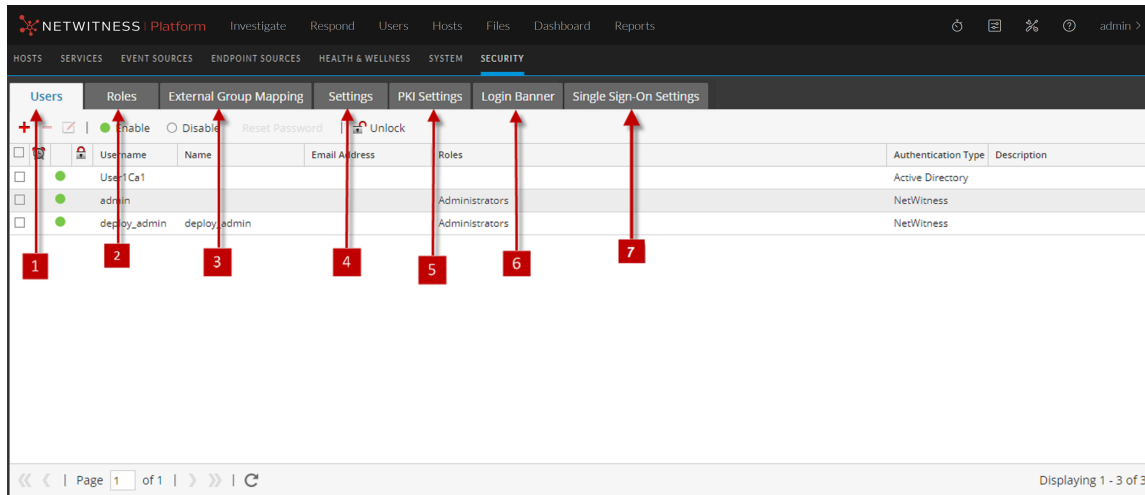 NETWITNESS | Platform Investigate Respond Users Hosts Files Dashboard Reports admin >
HOSTS SERVICES EVENT SOURCES ENDPOINT SOURCES HEALTH & WELLNESS SYSTEM SECURITY
Users Roles External Group Mapping Settings PKI Settings Login Banner Single Sign-On Settings
Enable Disable Reset Password Unlock
Username Name Email Address Roles Authentication Type Description
User1Ca1 Active Directory
admin Administrators NetWitness
deploy_admin deploy_admin Administrators NetWitness
1 2 3 4 5 6 7
Page 1 of 1 Displaying 1 - 3 of 3